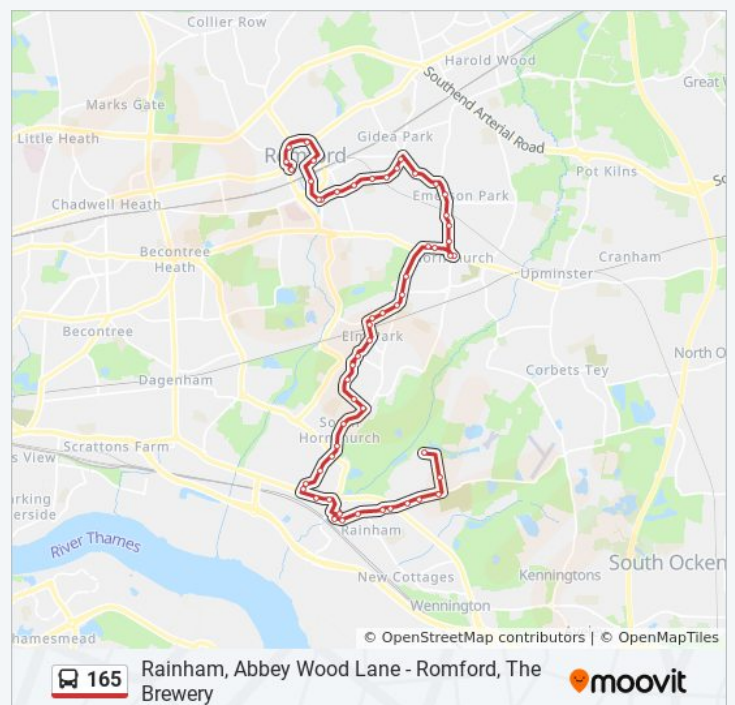 Collier Row
Harold Wood
Great
Marks Gate
Southend Arterial Road
Little Heath
Gidea Park
Romford
Pot Kilns
Chadwell Heath
Emerson Park
Becontree
Heath
Hornchurch
Cranham
Upminster
Becontree
Elm Park
North O
Dagenham
Corbets Tey
South
Hornchurch
Scrattons Farm
s View
arking
erside
Rainham
River Thames
South Ocken
New Cottages
Kenningtons
Wennington
hamesmead
© OpenStreetMap contributors | © OpenMapTiles
165
Rainham, Abbey Wood Lane - Romford, The
Brewery
moovit